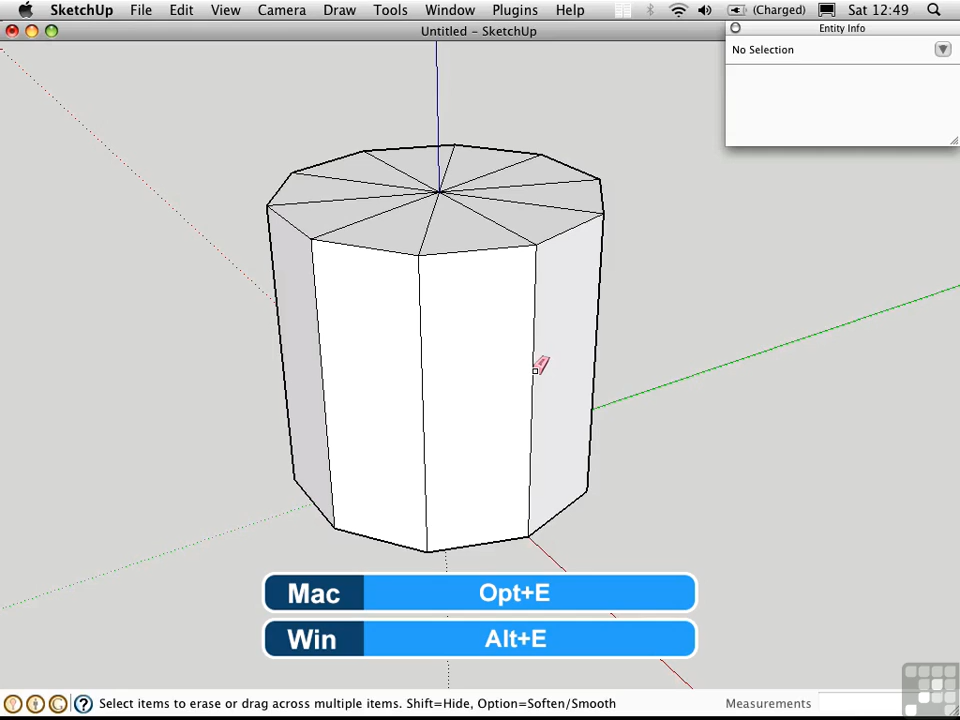 SketchUp File Edit View Camera Draw Tools Window Plugins Help (Charged) Sat 12:49
Untitled – SketchUp
Entity Info
No Selection
Mac Opt+E
Win Alt+E
Select items to erase or drag across multiple items. Shift=Hide, Option=Soften/Smooth Measurements